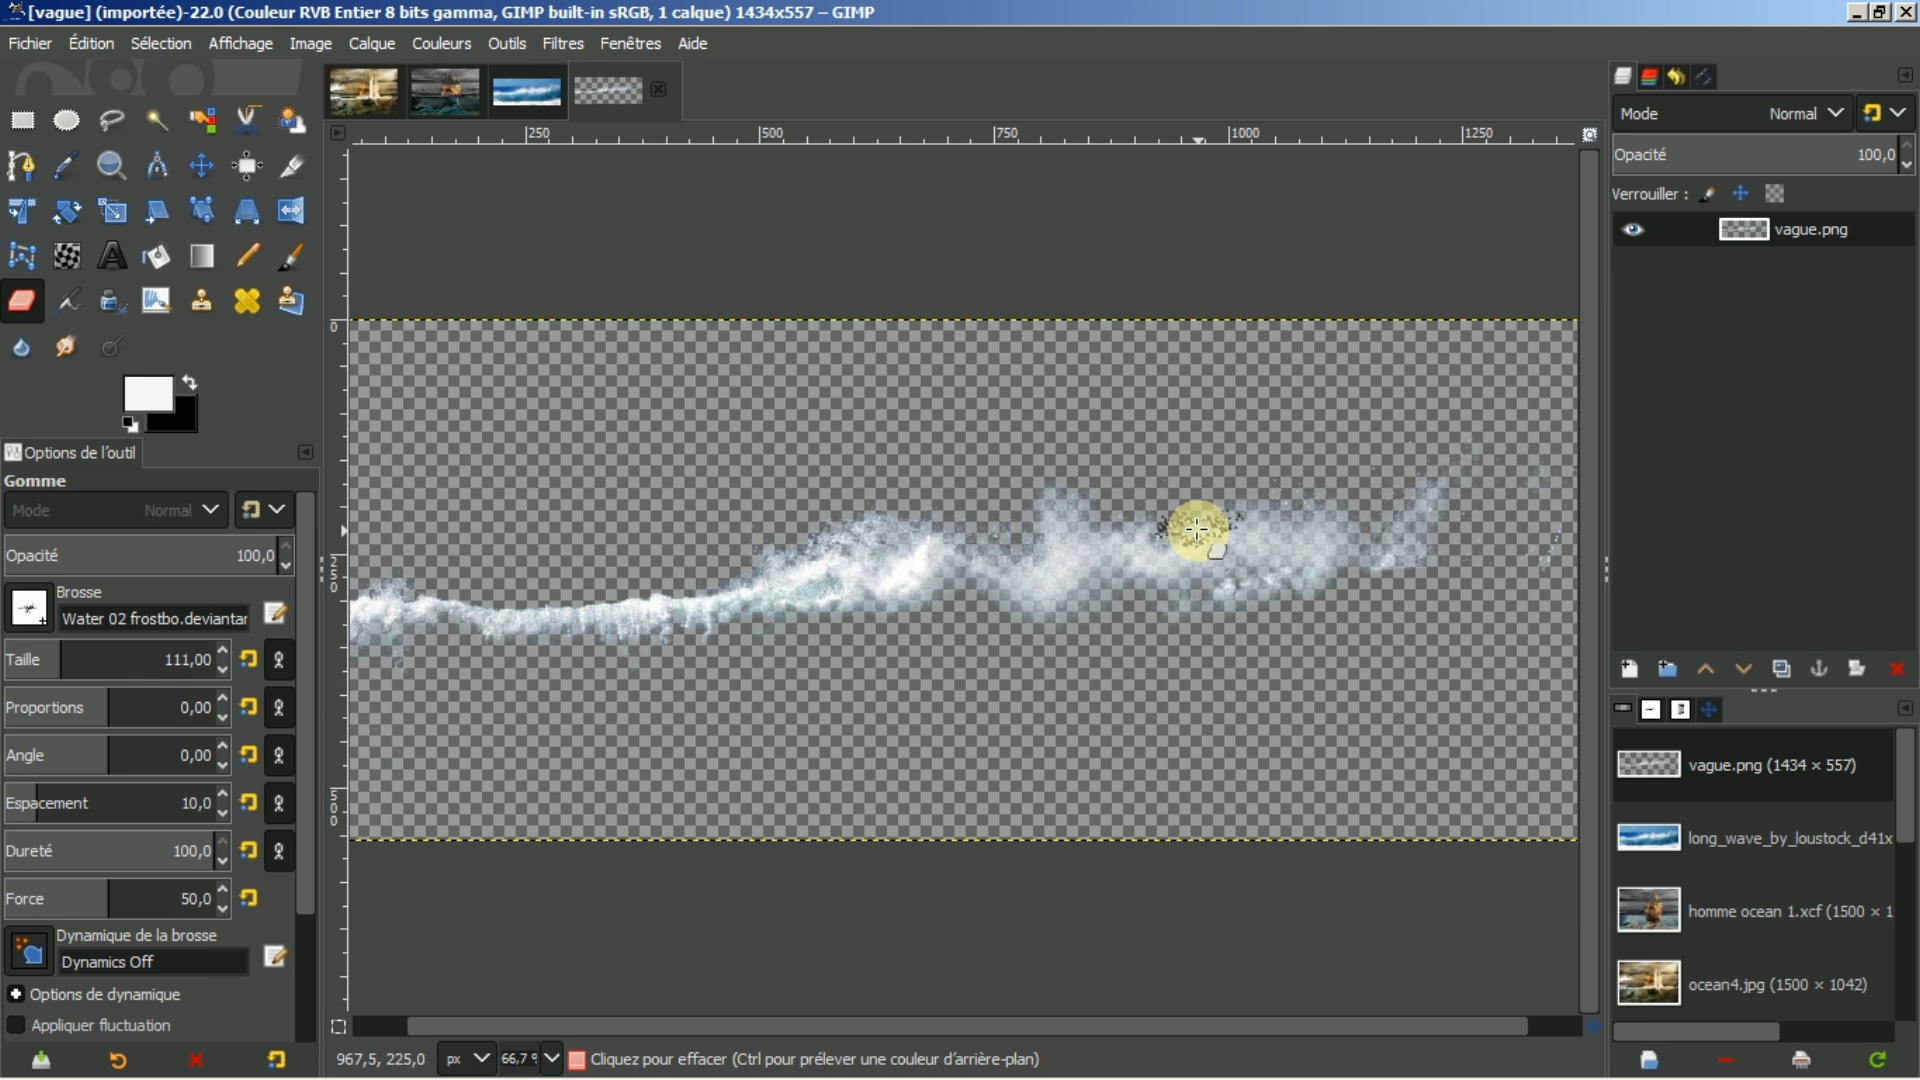 [vague] (importée)-22.0 (Couleur RVB Entier 8 bits gamma, GIMP built-in sRGB, 1 calque) 1434x557 – GIMP
Fichier Édition Sélection Affichage Image Calque Couleurs Outils Filtres Fenêtres Aide
250 500 750 1000 1250
0
250
500
Options de l'outil
Gomme
Mode Normal
Opacité 100,0
Brosse
Water 02 frostbo.deviantar
Taille 111,00
Proportions 0,00
Angle 0,00
Espacement 10,0
Dureté 100,0
Force 50,0
Dynamique de la brosse
Dynamics Off
Options de dynamique
Appliquer fluctuation
967,5, 225,0 px 66,7 % Cliquez pour effacer (Ctrl pour prélever une couleur d'arrière-plan)
Mode Normal
Opacité 100,0
Verrouiller :
vague.png
vague.png (1434 × 557)
long_wave_by_loustock_d41x
homme ocean 1.xcf (1500 × 1
ocean4.jpg (1500 × 1042)